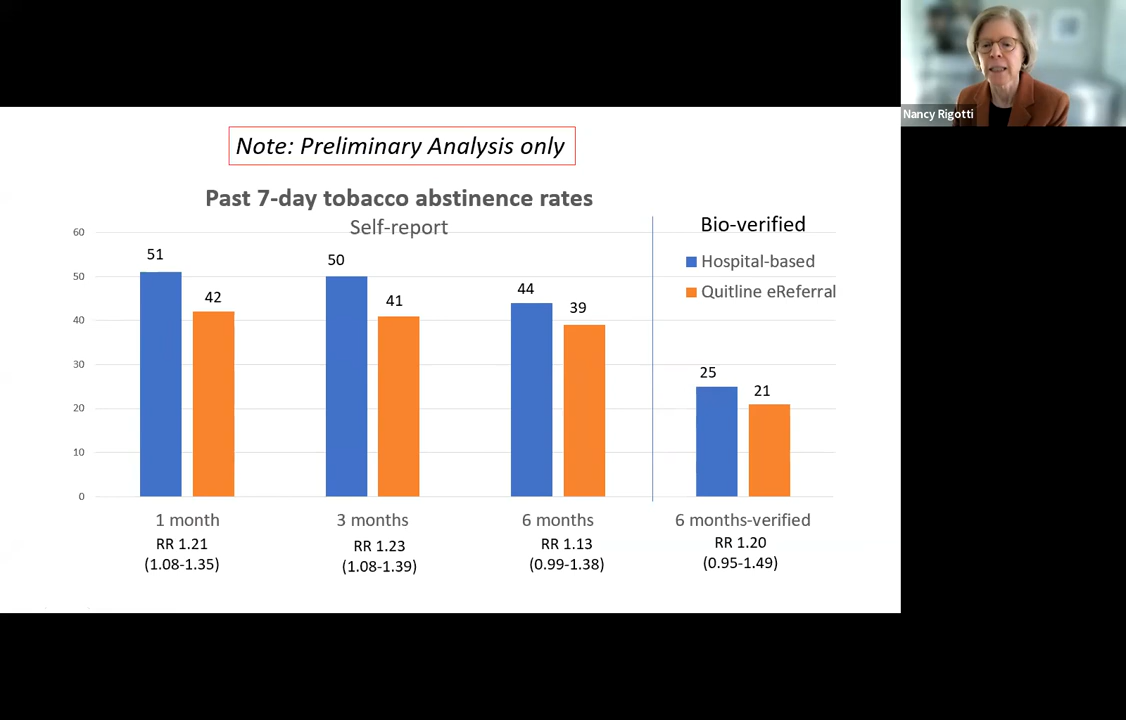 Nancy Rigotti
Note: Preliminary Analysis only
Past 7-day tobacco abstinence rates
Self-report
Bio-verified
Hospital-based
Quitline eReferral
60
50
40
30
20
10
0
51
42
50
41
44
39
25
21
1 month
3 months
6 months
6 months-verified
RR 1.21
RR 1.23
RR 1.13
RR 1.20
(1.08-1.35)
(1.08-1.39)
(0.99-1.38)
(0.95-1.49)